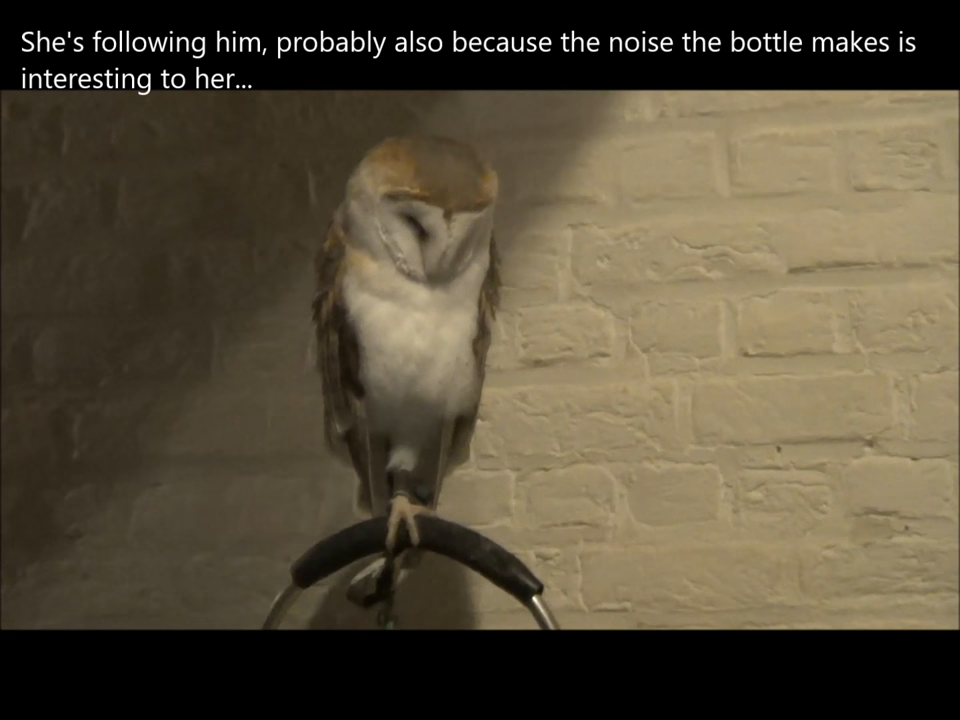 She's following him, probably also because the noise the bottle makes is
interesting to her...